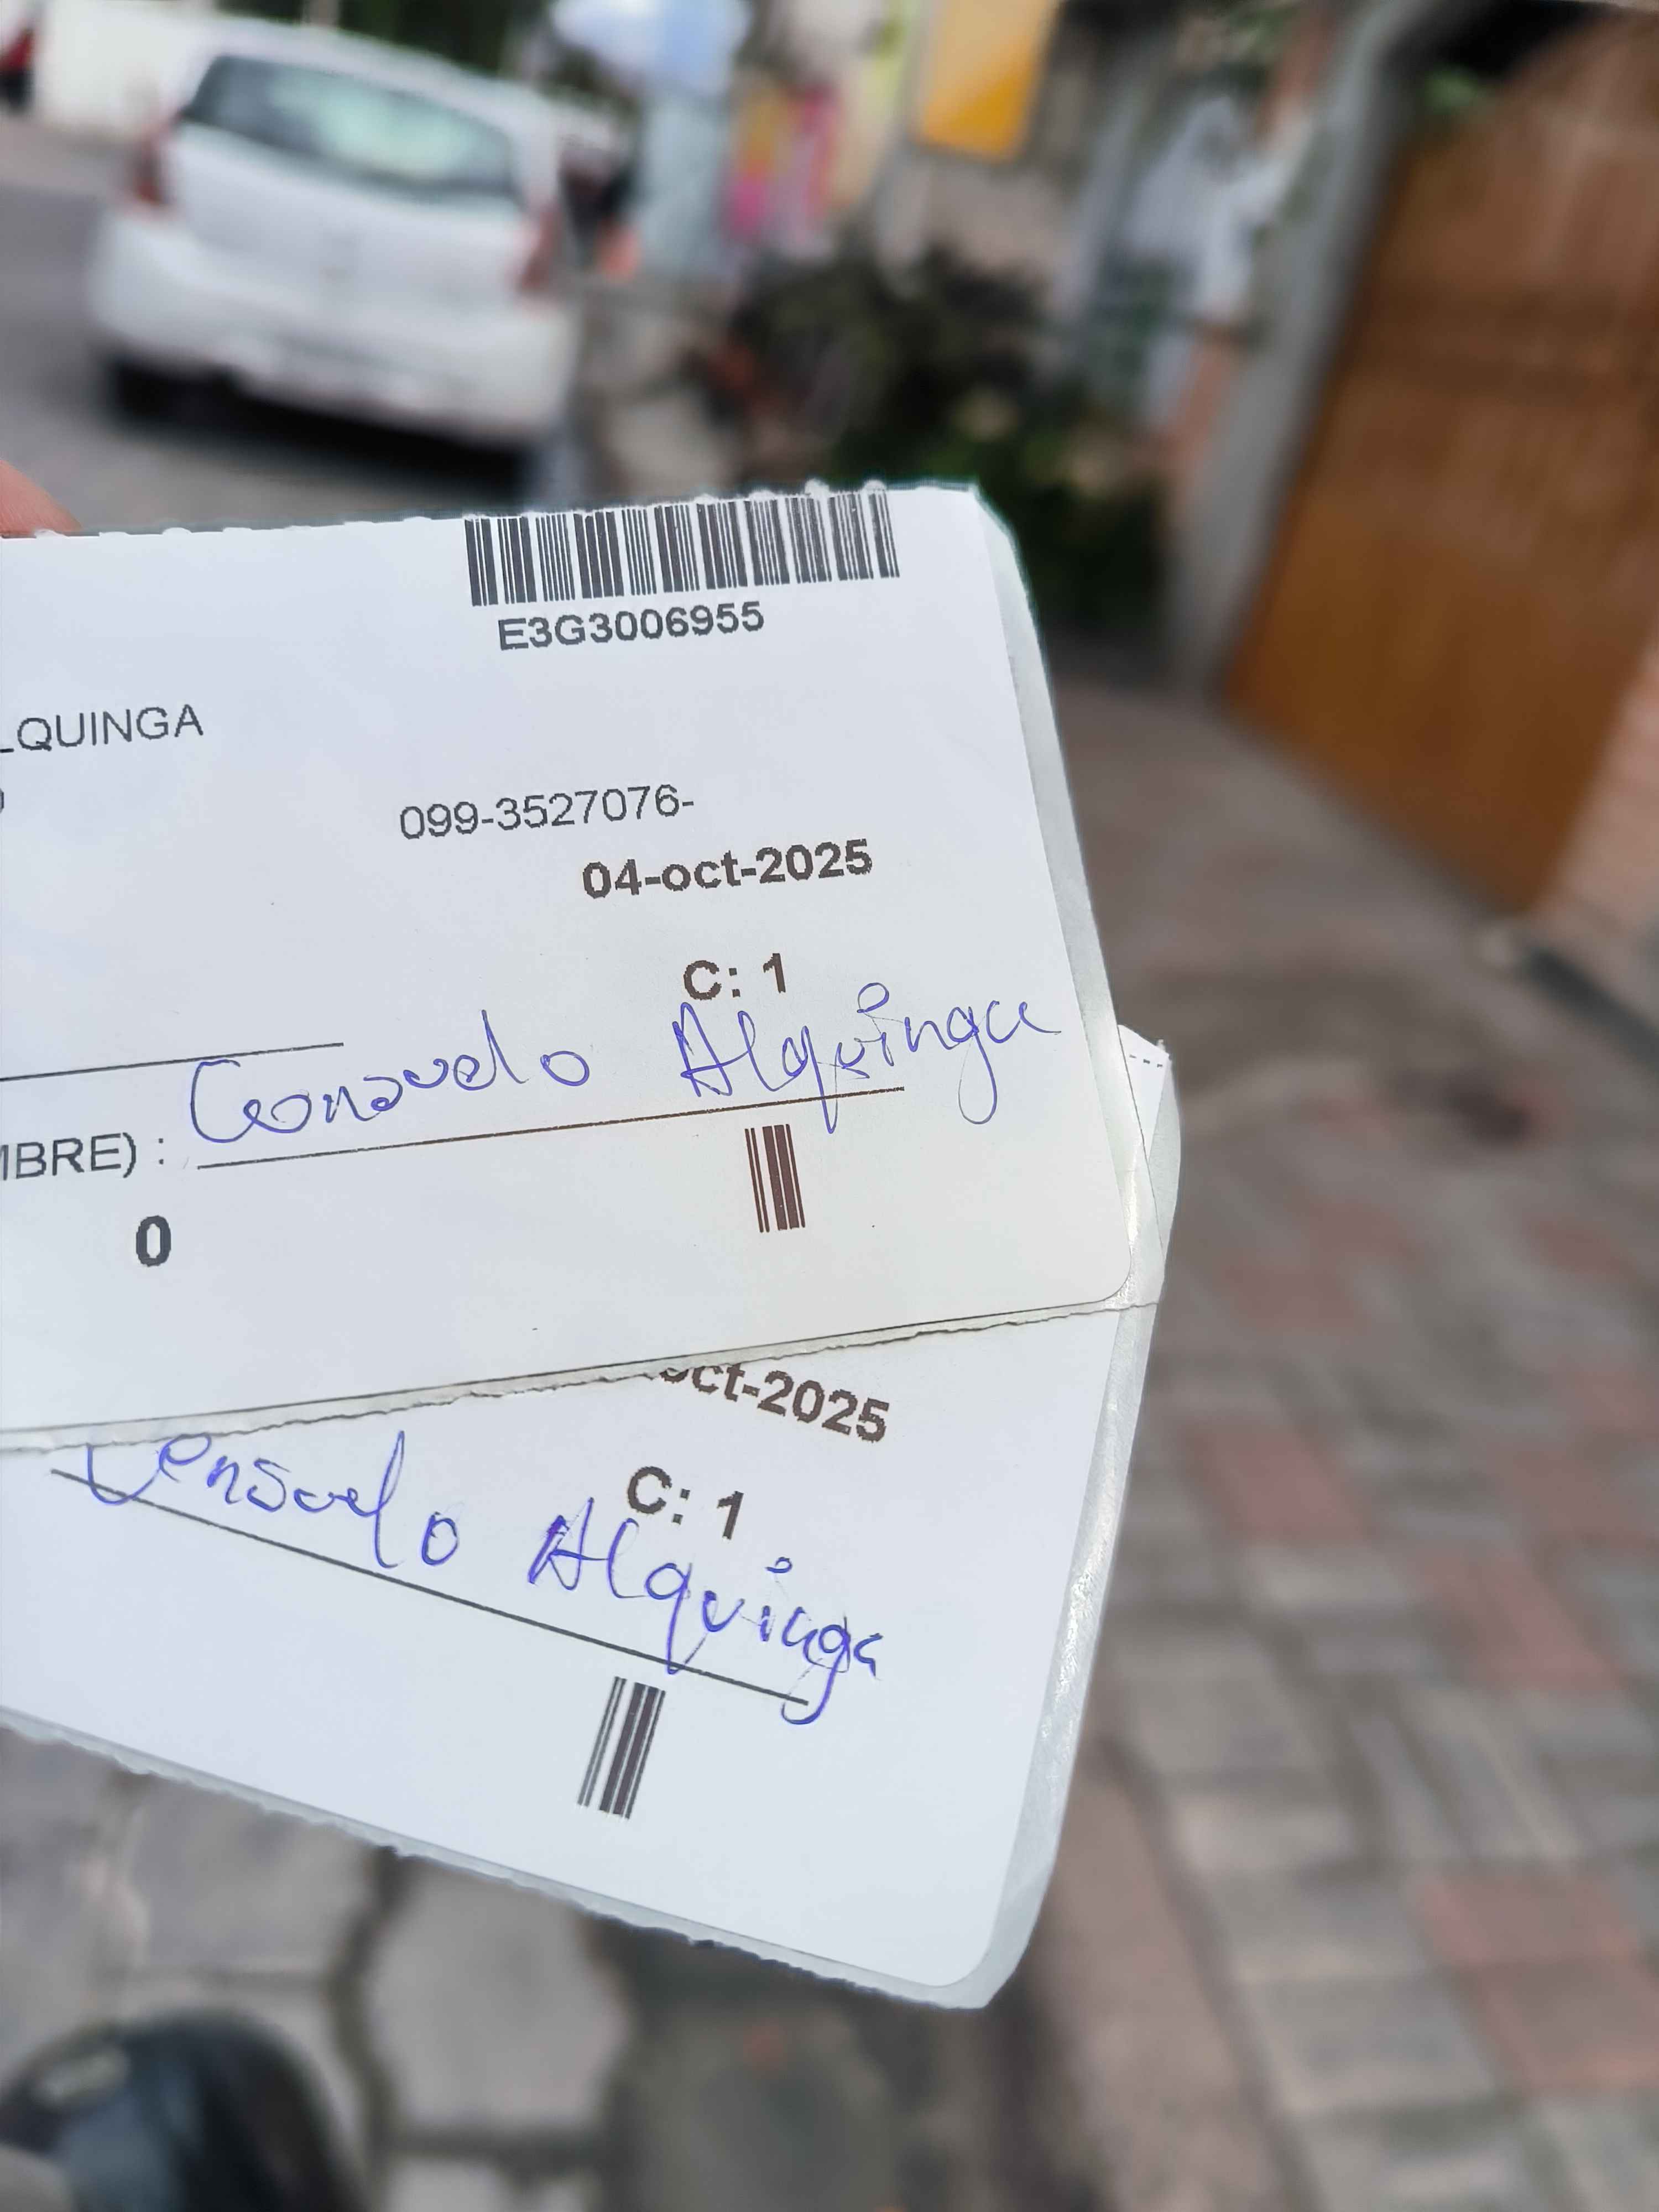 E3G3006955
LQUINGA
099-3527076-
04-oct-2025
C: 1
Consuelo Alquinga
MBRE) :
0
oct-2025
C: 1
Consuelo Alquinga